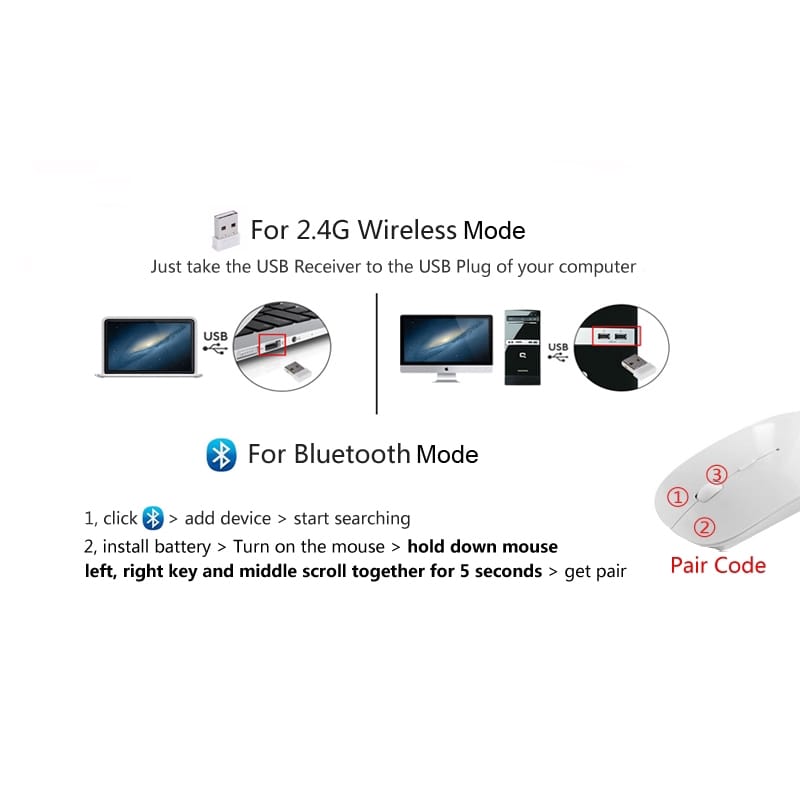 For 2.4G Wireless Mode
Just take the USB Receiver to the USB Plug of your computer
USB
USB
For Bluetooth Mode
1, click > add device > start searching
2, install battery > Turn on the mouse > hold down mouse
left, right key and middle scroll together for 5 seconds > get pair
③
①
②
Pair Code